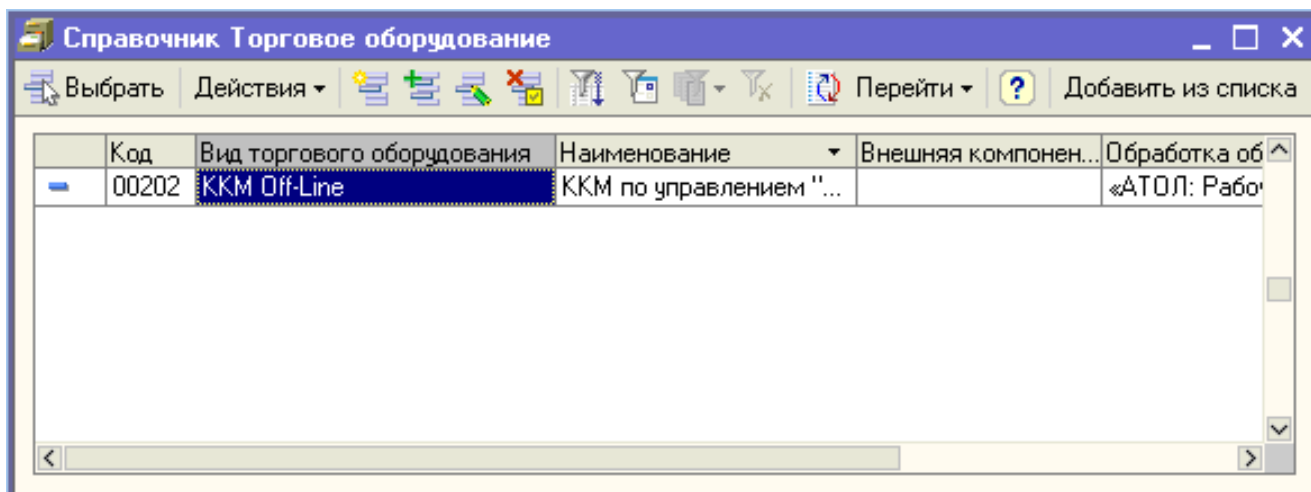 Справочник Торговое оборудование
Выбрать Действия Перейти ? Добавить из списка
Код Вид торгового оборудования Наименование Внешняя компонен... Обработка об
00202 ККМ Off-Line ККМ по управлением "... «АТОЛ: Рабоч